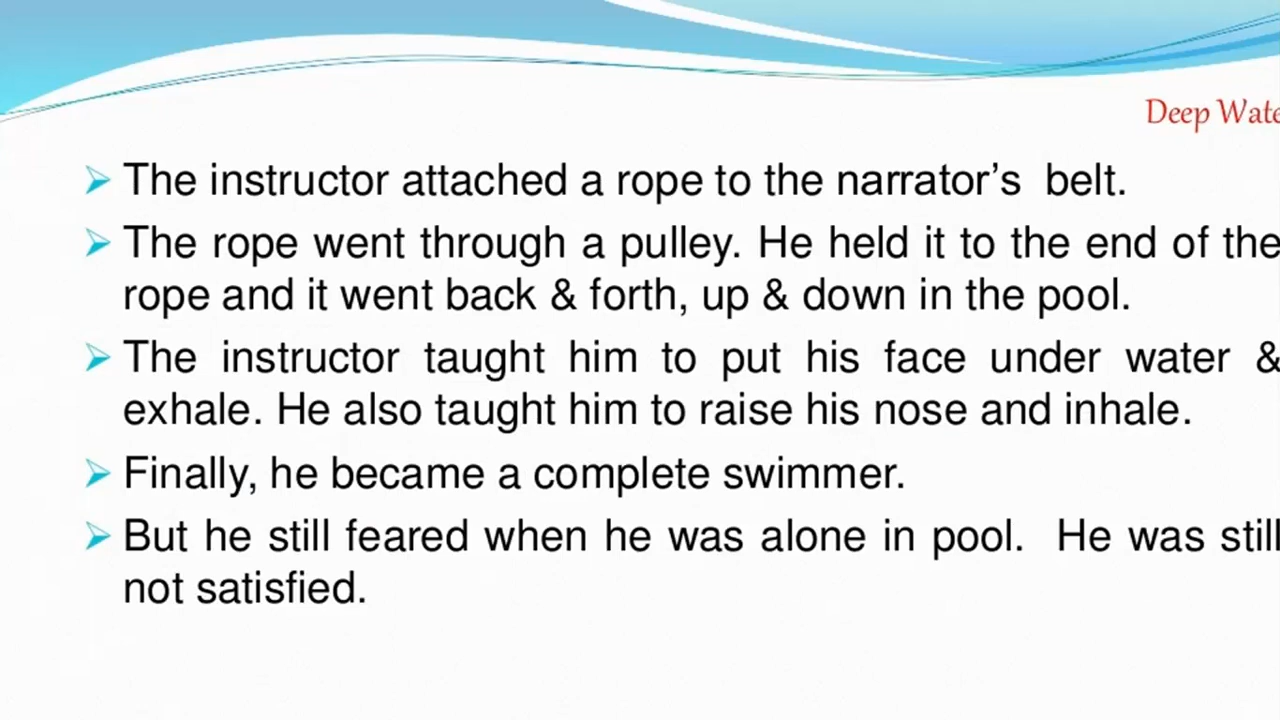 Deep Wate
The instructor attached a rope to the narrator’s belt.
The rope went through a pulley. He held it to the end of the
rope and it went back & forth, up & down in the pool.
The instructor taught him to put his face under water &
exhale. He also taught him to raise his nose and inhale.
Finally, he became a complete swimmer.
But he still feared when he was alone in pool. He was still
not satisfied.